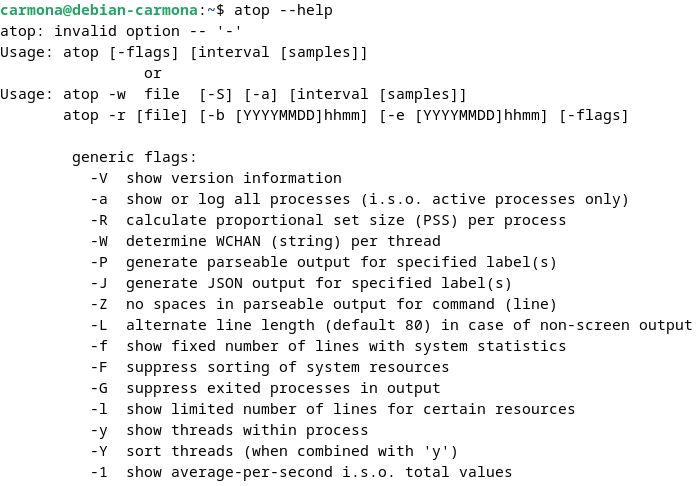 carmona@debian-carmona:~$ atop --help
atop: invalid option -- '-'
Usage: atop [-flags] [interval [samples]]
                or
Usage: atop -w  file  [-S] [-a] [interval [samples]]
       atop -r [file] [-b [YYYYMMDD]hhmm] [-e [YYYYMMDD]hhmm] [-flags]

        generic flags:
          -V  show version information
          -a  show or log all processes (i.s.o. active processes only)
          -R  calculate proportional set size (PSS) per process
          -W  determine WCHAN (string) per thread
          -P  generate parseable output for specified label(s)
          -J  generate JSON output for specified label(s)
          -Z  no spaces in parseable output for command (line)
          -L  alternate line length (default 80) in case of non-screen output
          -f  show fixed number of lines with system statistics
          -F  suppress sorting of system resources
          -G  suppress exited processes in output
          -l  show limited number of lines for certain resources
          -y  show threads within process
          -Y  sort threads (when combined with 'y')
          -1  show average-per-second i.s.o. total values